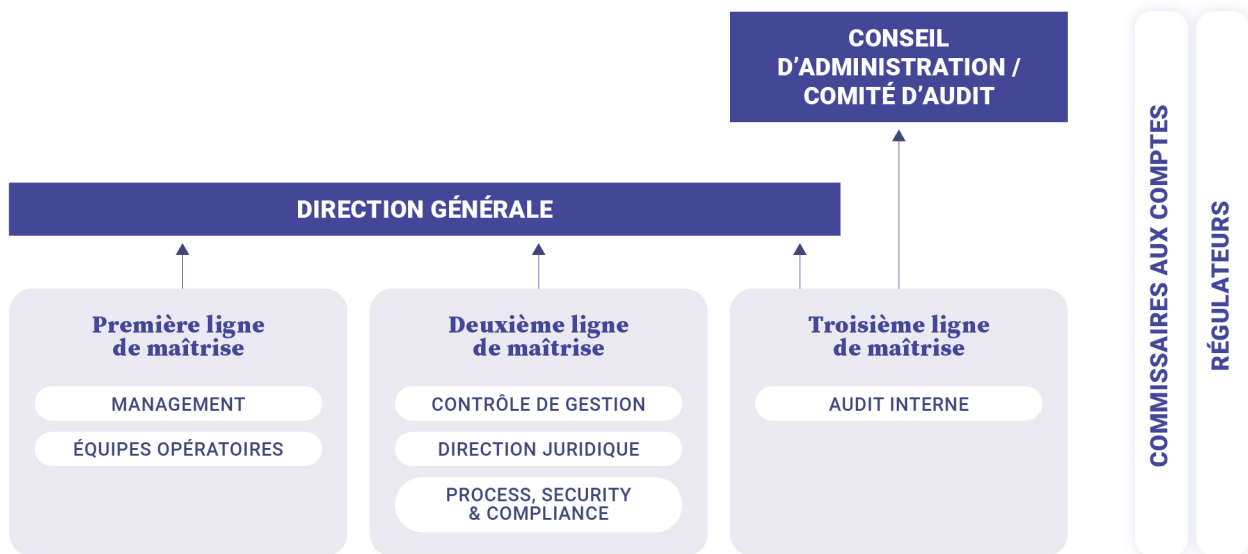 CONSEIL
D’ADMINISTRATION /
COMITÉ D’AUDIT
DIRECTION GÉNÉRALE
Première ligne
de maîtrise
MANAGEMENT
ÉQUIPES OPÉRATOIRES
Deuxième ligne
de maîtrise
CONTRÔLE DE GESTION
DIRECTION JURIDIQUE
PROCESS, SECURITY
& COMPLIANCE
Troisième ligne
de maîtrise
AUDIT INTERNE
COMMISSAIRES AUX COMPTES
RÉGULATEURS